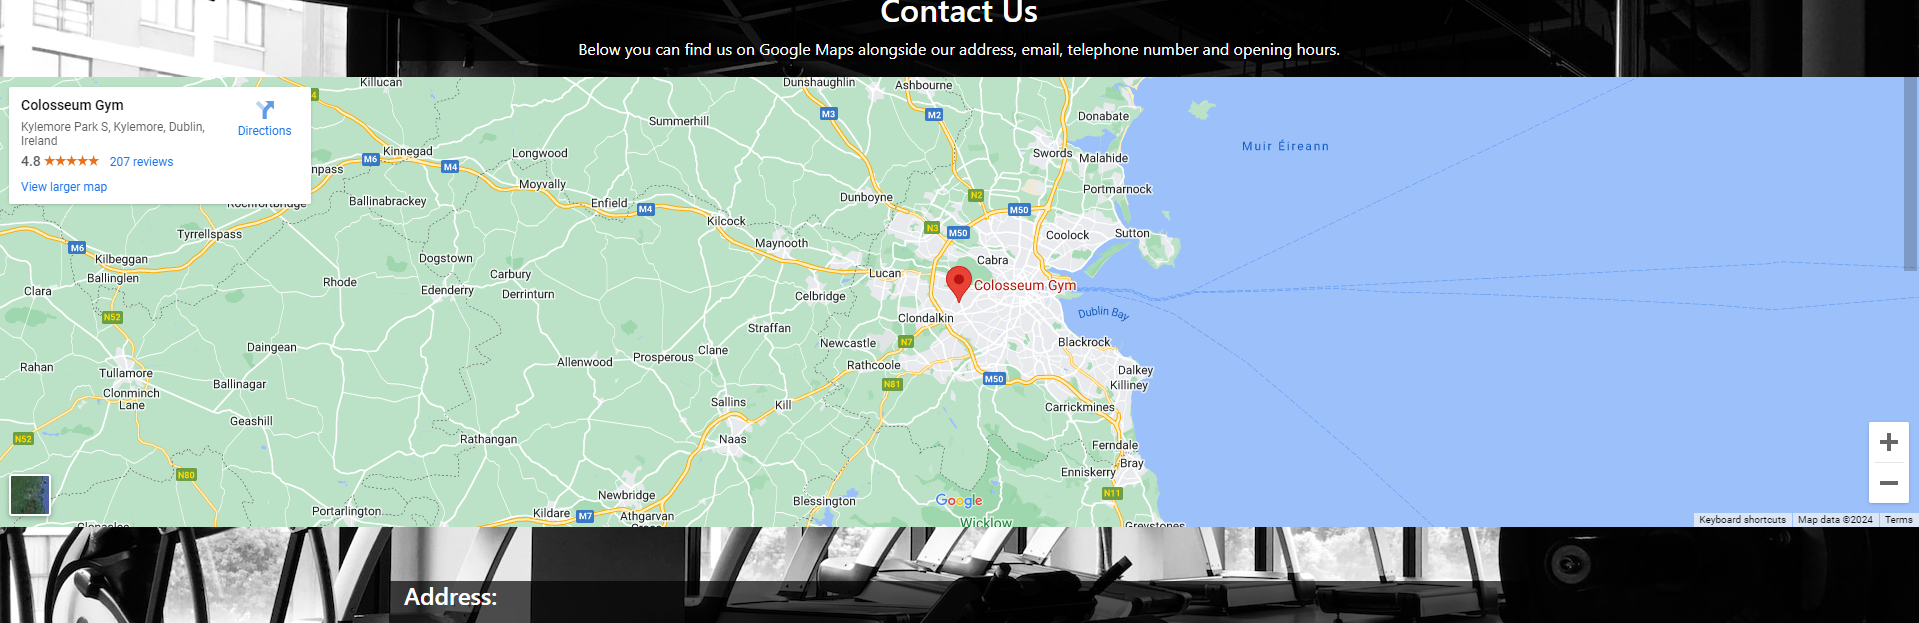 Contact Us
Below you can find us on Google Maps alongside our address, email, telephone number and opening hours.
Colosseum Gym
Kylemore Park S, Kylemore, Dublin,
Ireland
Directions
4.8
207 reviews
View larger map
Killucan
Dunshaughlin
Ashbourne
4
M3
M2
Donabate
Summerhill
Muir Éireann
Kinnegad
Longwood
Swords
Malahide
M6
M4
npass
Moyvally
Portmarnock
N2
Rochfortbridge
Ballinabrackey
Enfield
M4
Dunboyne
M50
Kilcock
N3
M50
Tyrrellspass
Maynooth
Coolock
Sutton
M6
Kilbeggan
Dogstown
Cabra
Ballinglen
Carbury
Lucan
Rhode
Colosseum Gym
Clara
Edenderry
Derrinturn
Celbridge
N52
Clondalkin
Dublin Bay
Straffan
Daingean
Newcastle
N7
Blackrock
Clane
Prosperous
Allenwood
Rathcoole
Rahan
Tullamore
Dalkey
M50
Ballinagar
N81
Killiney
Clonminch
Lane
Sallins
Kill
Carrickmines
Geashill
N52
Rathangan
Naas
Ferndale
Bray
N80
Enniskerry
Newbridge
Blessington
Google
N11
Portarlington
Kildare
M7
Athgarvan
Wicklow
Greystones
Keyboard shortcuts
Map data ©2024
Terms
Address: